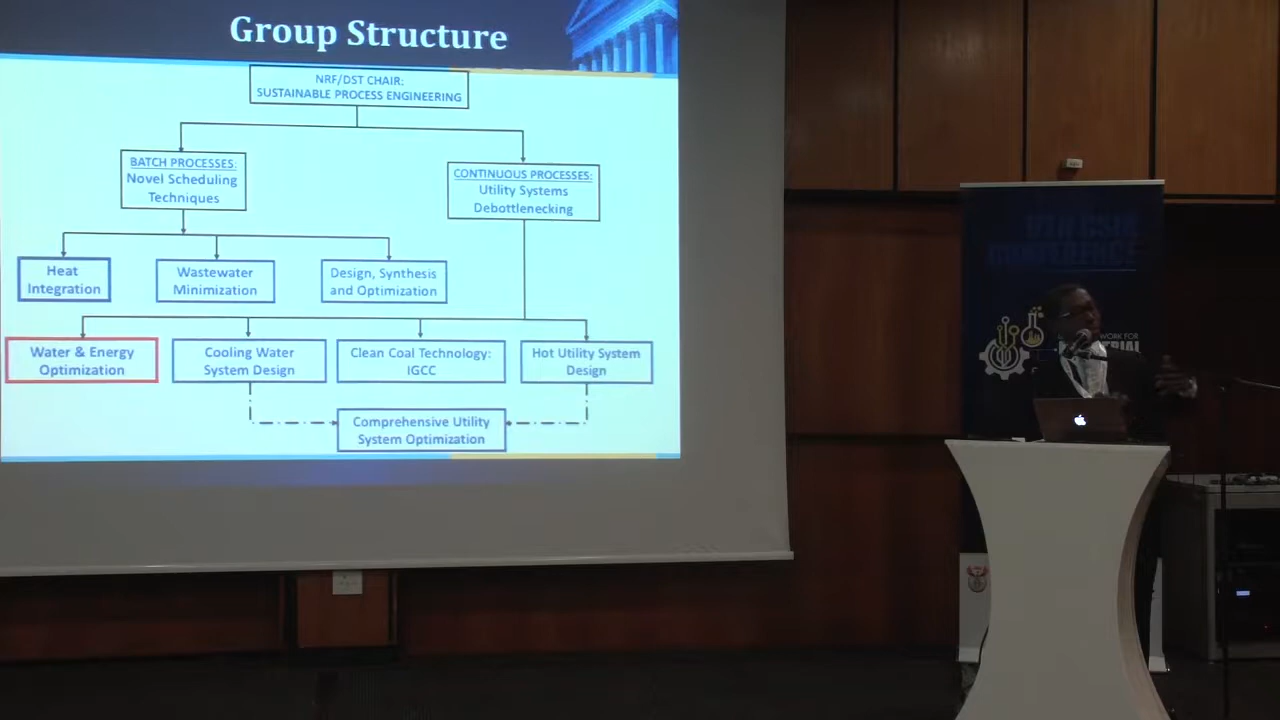 Group Structure
NRF/DST CHAIR:
SUSTAINABLE PROCESS ENGINEERING
BATCH PROCESSES:
Novel Scheduling
Techniques
CONTINUOUS PROCESSES:
Utility Systems
Debottlenecking
Heat
Integration
Wastewater
Minimization
Design, Synthesis
and Optimization
Water & Energy
Optimization
Cooling Water
System Design
Clean Coal Technology:
IGCC
Hot Utility System
Design
Comprehensive Utility
System Optimization
CONFERENCE
FOR